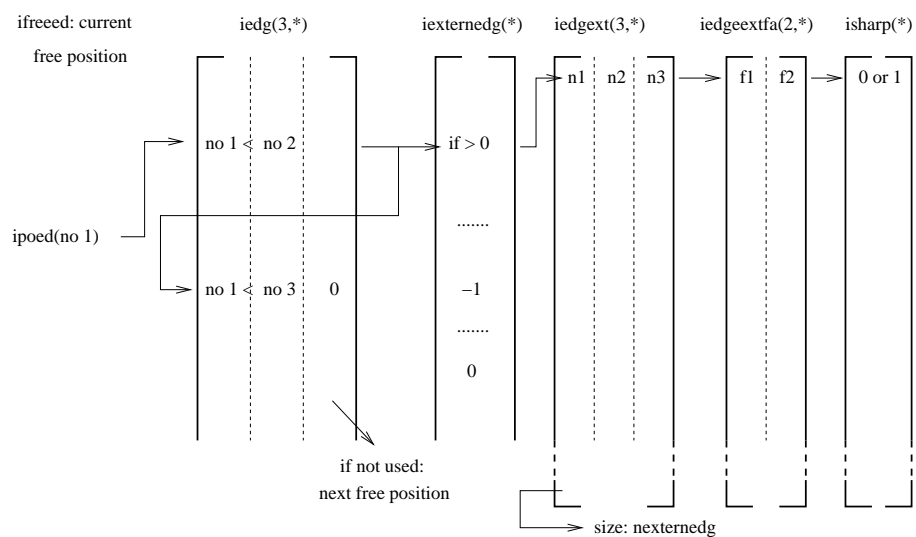 ifreed: current
free position
iedg(3,*)
iexternedg(*)
iedgext(3,*)
iedgeextfa(2,*)
isharp(*)
n1 n2 n3
f1 f2
0 or 1
no 1 < no 2
if > 0
.......
ipoed(no 1)
no 1 < no 3 0
−1
.......
0
if not used:
next free position
size: nexternedg